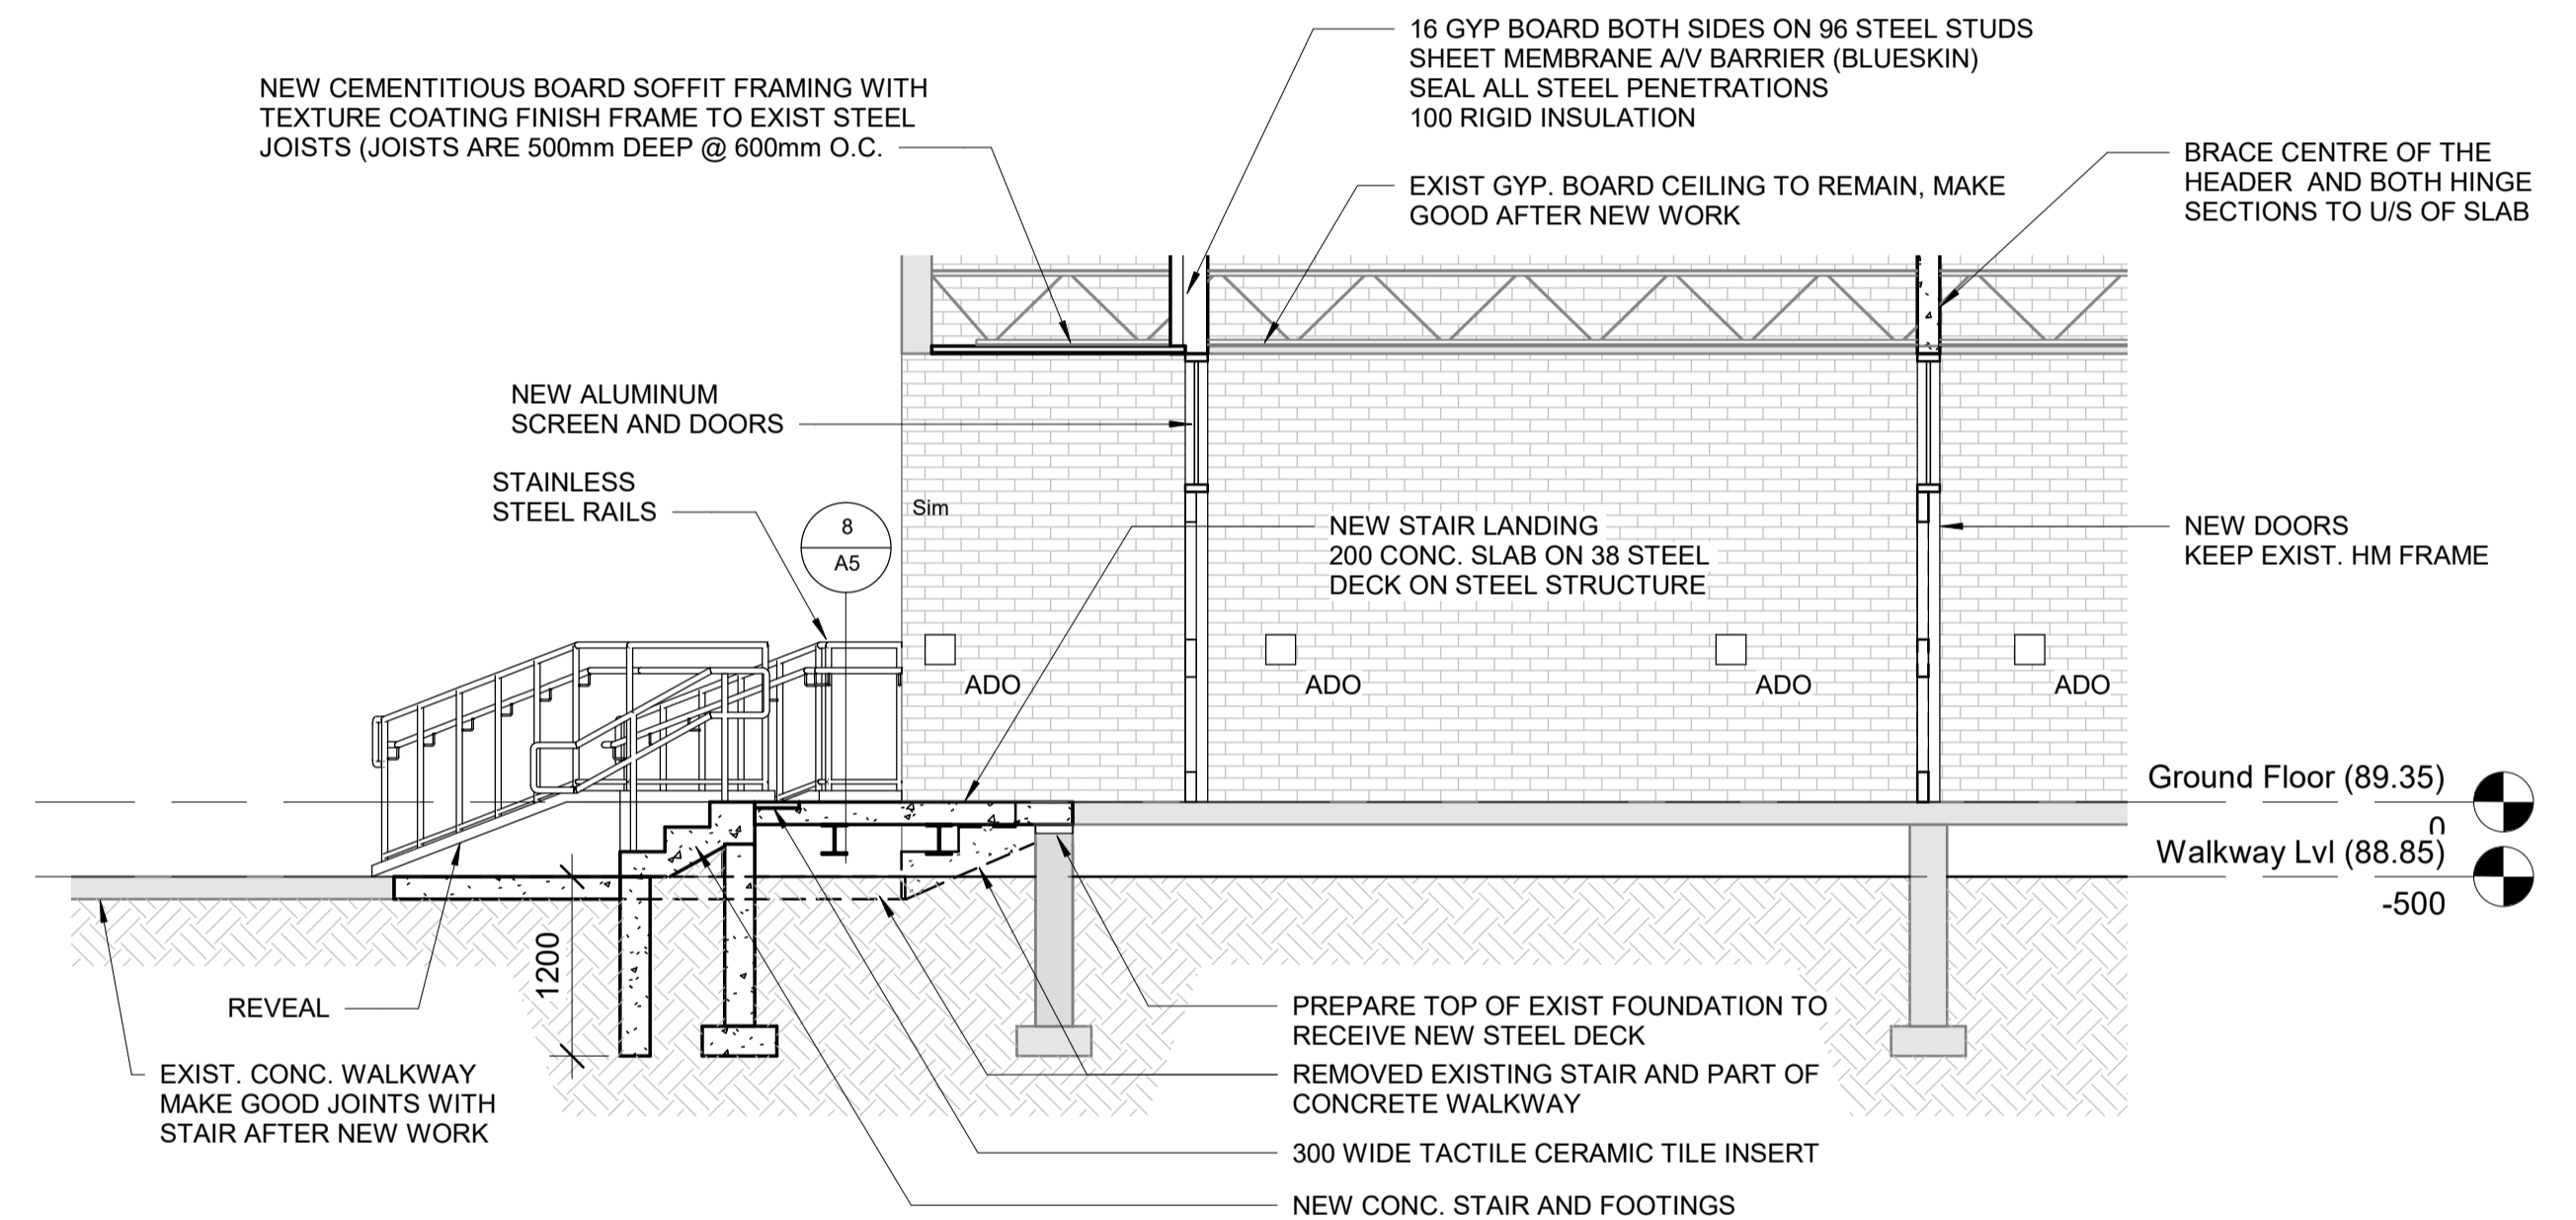 16 GYP BOARD BOTH SIDES ON 96 STEEL STUDS
SHEET MEMBRANE A/V BARRIER (BLUESKIN)
SEAL ALL STEEL PENETRATIONS
100 RIGID INSULATION
NEW CEMENTITIOUS BOARD SOFFIT FRAMING WITH
TEXTURE COATING FINISH FRAME TO EXIST STEEL
JOISTS (JOISTS ARE 500mm DEEP @ 600mm O.C.
BRACE CENTRE OF THE
HEADER AND BOTH HINGE
SECTIONS TO U/S OF SLAB
EXIST GYP. BOARD CEILING TO REMAIN, MAKE
GOOD AFTER NEW WORK
NEW ALUMINUM
SCREEN AND DOORS
STAINLESS
STEEL RAILS
8
A5
Sim
NEW STAIR LANDING
200 CONC. SLAB ON 38 STEEL
DECK ON STEEL STRUCTURE
NEW DOORS
KEEP EXIST. HM FRAME
ADO
ADO
ADO
ADO
Ground Floor (89.35)
0
Walkway Lvl (88.85)
-500
1200
REVEAL
EXIST. CONC. WALKWAY
MAKE GOOD JOINTS WITH
STAIR AFTER NEW WORK
PREPARE TOP OF EXIST FOUNDATION TO
RECEIVE NEW STEEL DECK
REMOVED EXISTING STAIR AND PART OF
CONCRETE WALKWAY
300 WIDE TACTILE CERAMIC TILE INSERT
NEW CONC. STAIR AND FOOTINGS